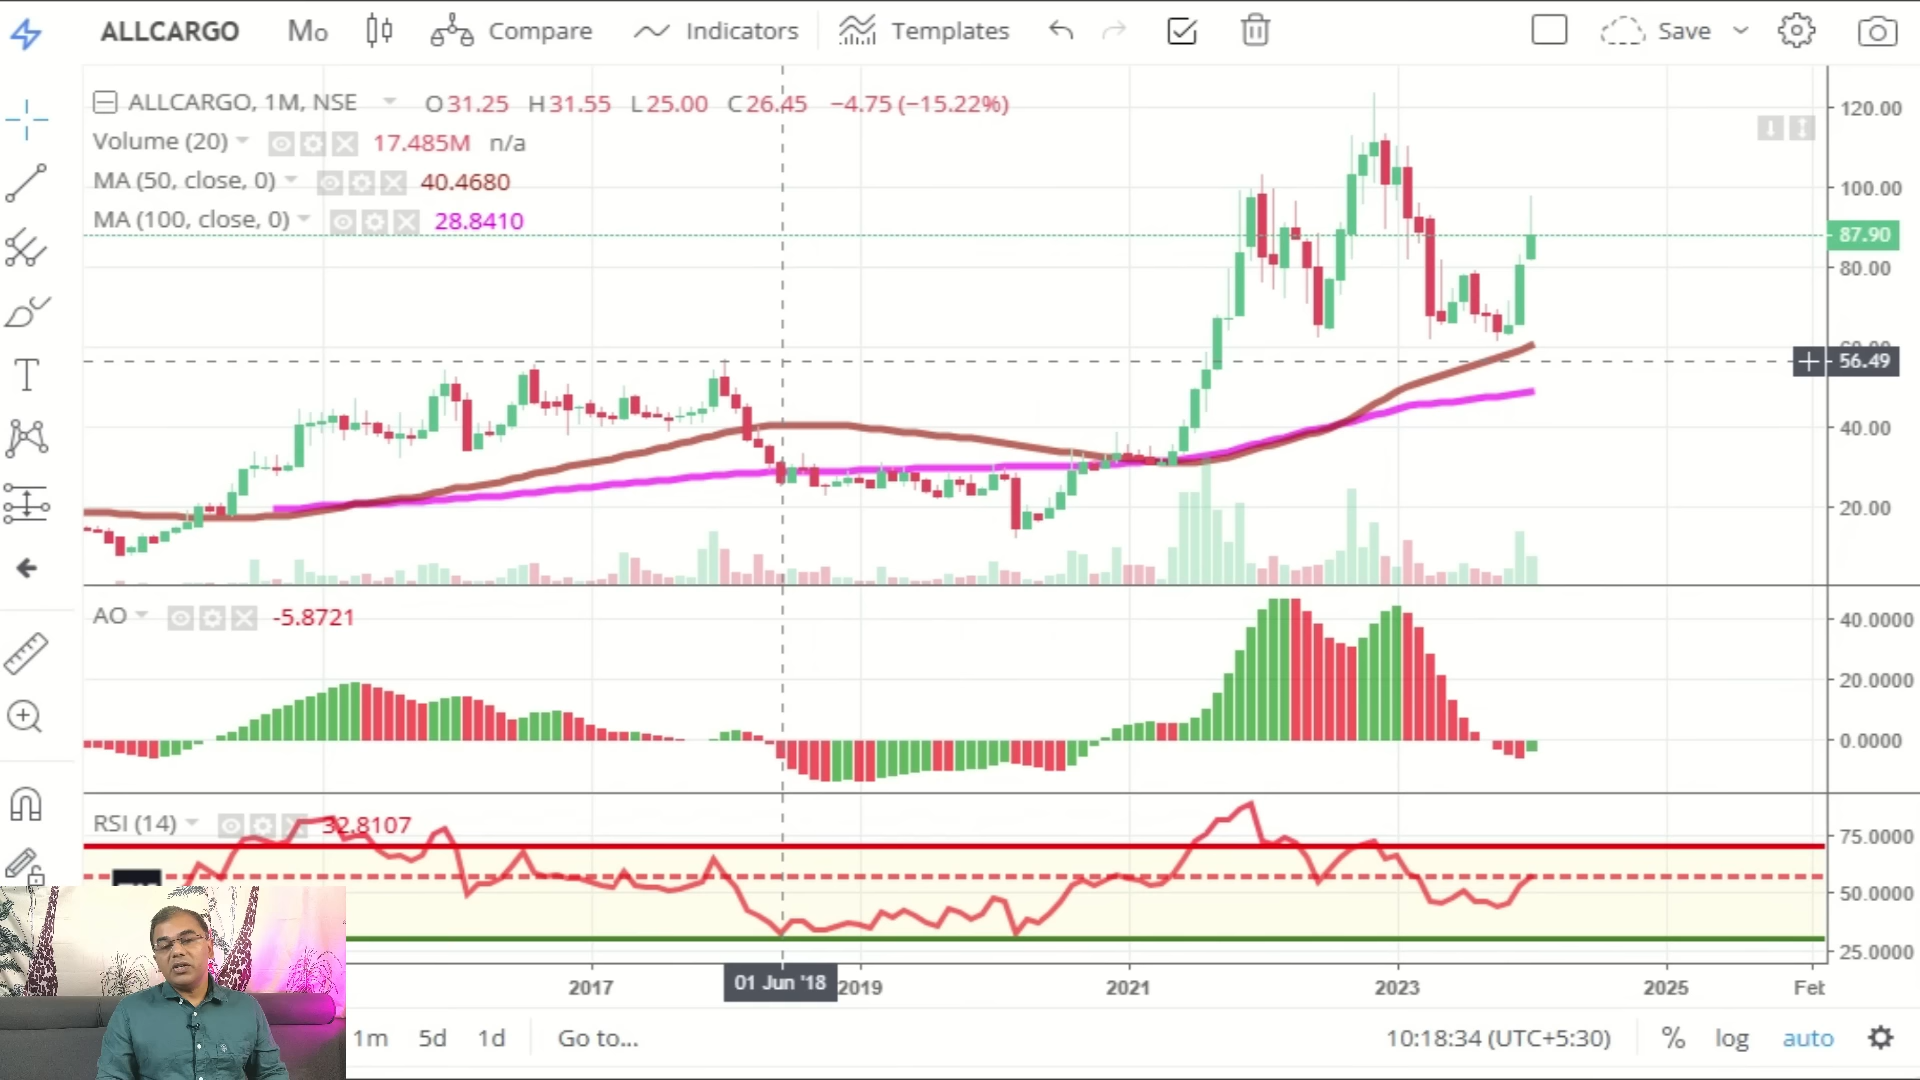 ALLCARGO Mo Compare Indicators Templates Save
ALLCARGO, 1M, NSE O31.25 H31.55 L25.00 C26.45 −4.75 (−15.22%)
Volume (20) 17.485M n/a
MA (50, close, 0) 40.4680
MA (100, close, 0) 28.8410
120.00
100.00
87.90
80.00
56.49
40.00
20.00
AO -5.8721
40.0000
20.0000
0.0000
RSI (14) 32.8107
75.0000
50.0000
25.0000
2017 01 Jun '18 2019 2021 2023 2025
1m 5d 1d Go to... 10:18:34 (UTC+5:30) % log auto